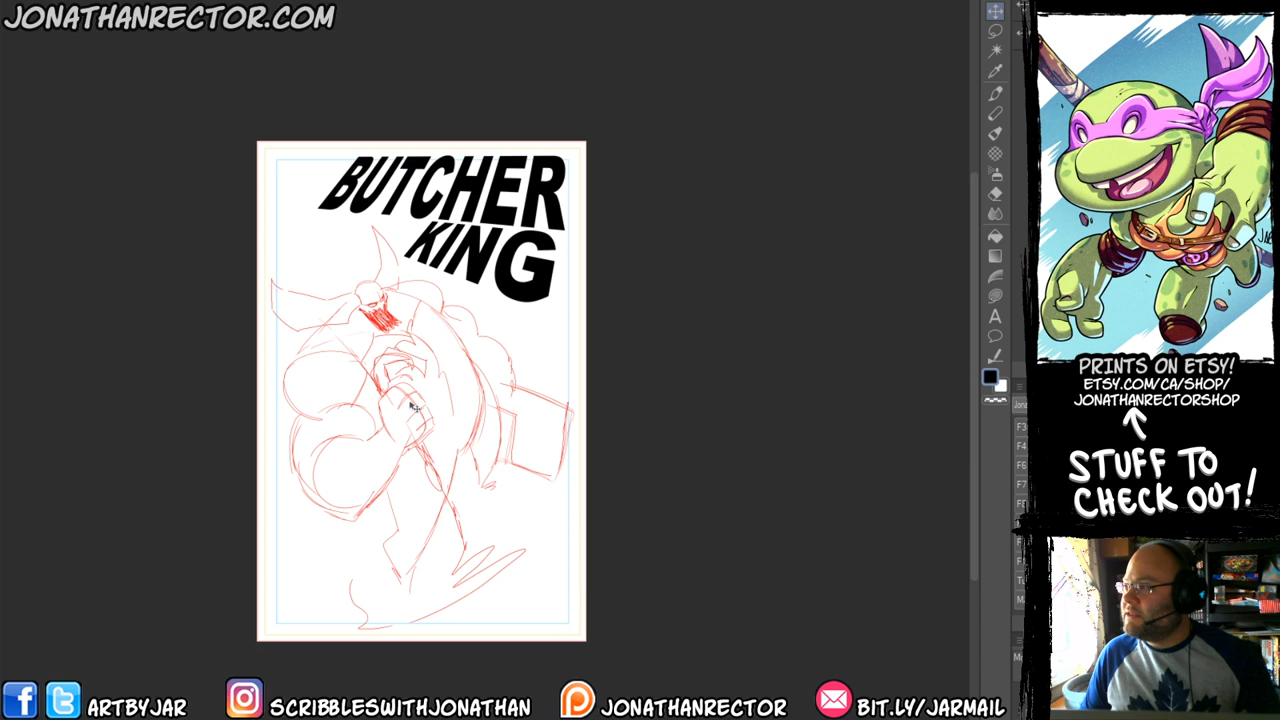 JONATHANRECTOR.COM
BUTCHER
KING
PRINTS ON ETSY!
ETSY.COM/CA/SHOP/
JONATHANRECTORSHOP
STUFF TO
CHECK OUT!
ARTBYJAR
SCRIBBLESWITHJONATHAN
JONATHANRECTOR
BIT.LY/JARMAIL